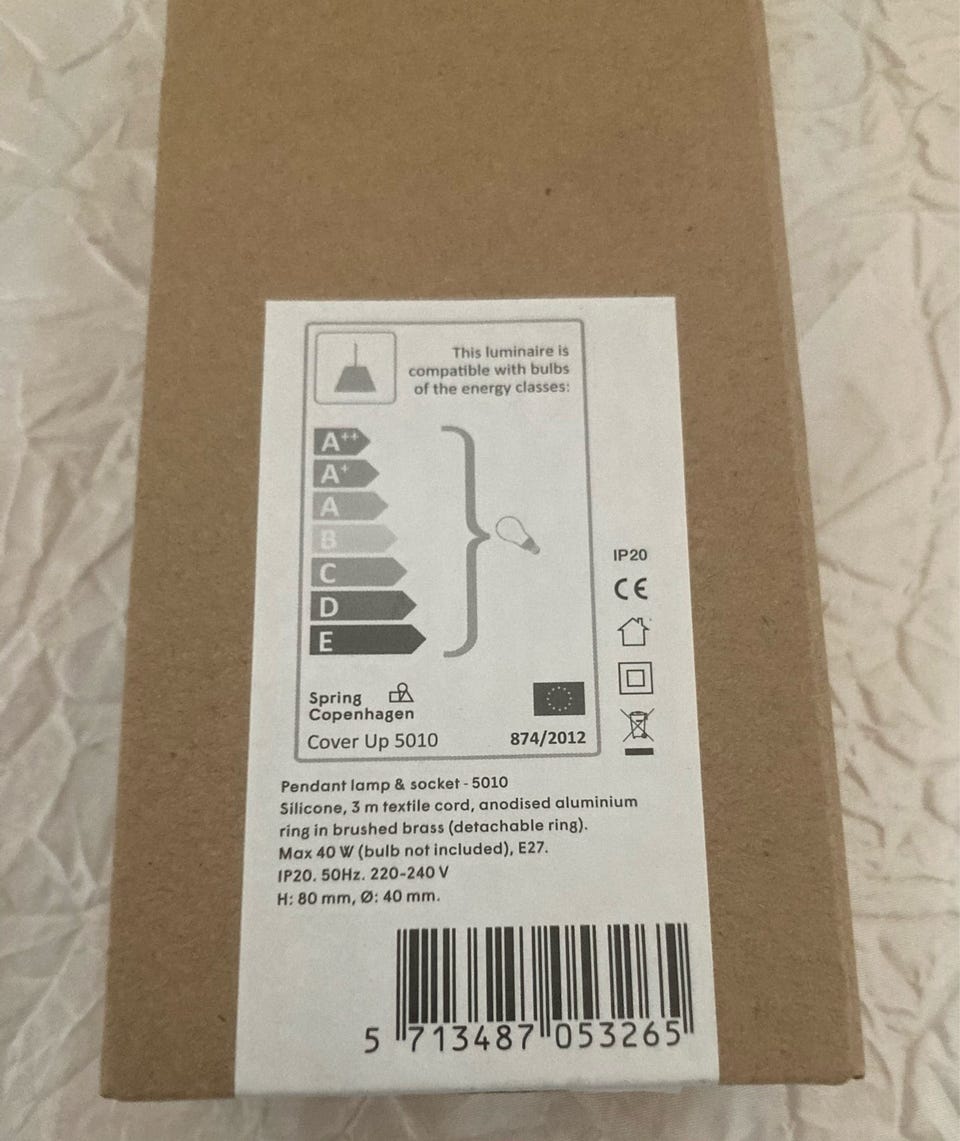 This luminaire is
compatible with bulbs
of the energy classes:
A++
A+
A
B
C
D
E
IP20
CE
Spring
Copenhagen
Cover Up 5010
874/2012
Pendant lamp & socket - 5010
Silicone, 3 m textile cord, anodised aluminium
ring in brushed brass (detachable ring).
Max 40 W (bulb not included), E27.
IP20. 50Hz. 220-240 V
H: 80 mm, Ø: 40 mm.
5 713487 053265